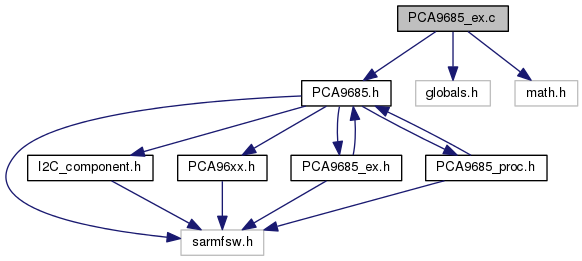 PCA9685_ex.c
PCA9685.h
globals.h
math.h
I2C_component.h
PCA96xx.h
PCA9685_ex.h
PCA9685_proc.h
sarmfsw.h